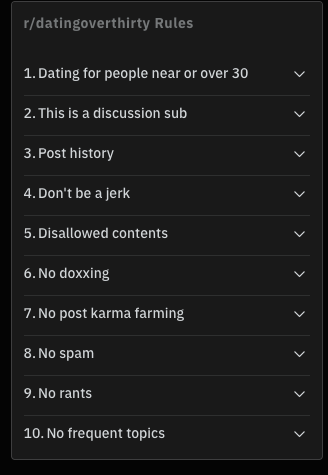 r/datingoverthirty Rules
1. Dating for people near or over 30
2. This is a discussion sub
3. Post history
4. Don't be a jerk
5. Disallowed contents
6. No doxxing
7. No post karma farming
8. No spam
9. No rants
10. No frequent topics